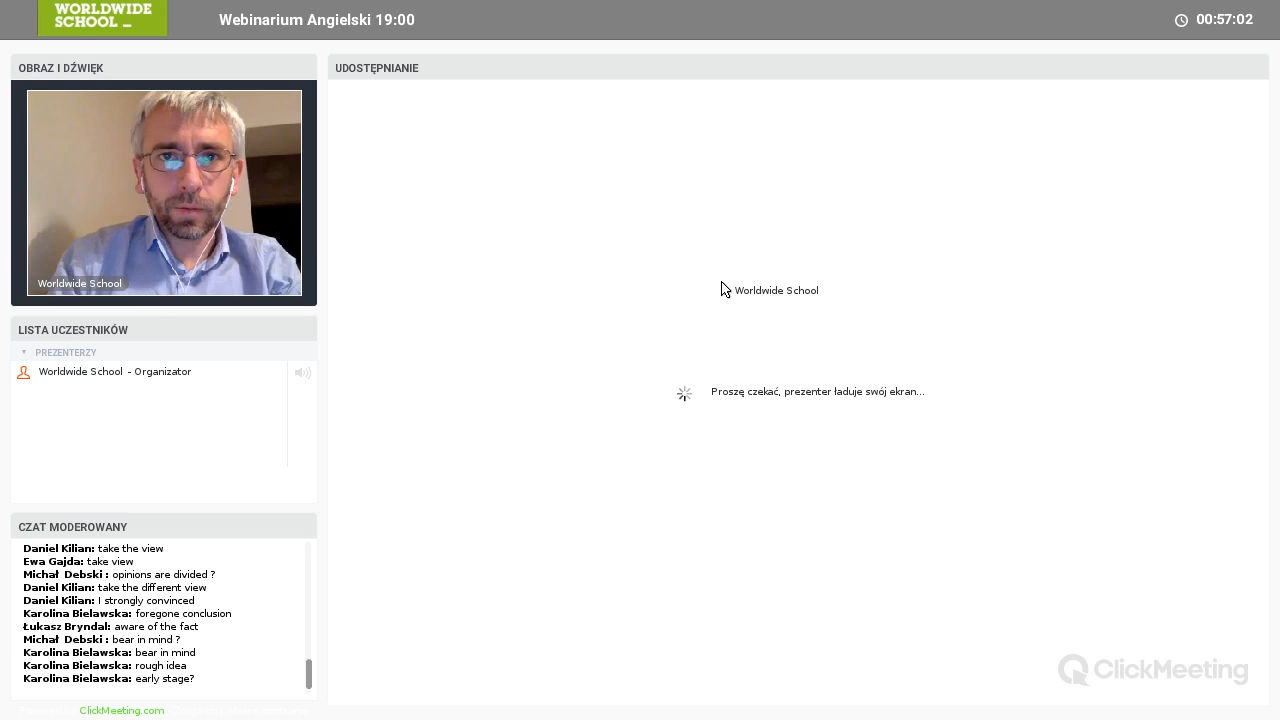 WORLDWIDE
SCHOOL
Webinarium Angielski 19:00
00:57:02
OBRAZ I DŹWIĘK
Worldwide School
LISTA UCZESTNIKÓW
PREZENTERZY
Worldwide School - Organizator
CZAT MODEROWANY
Daniel Kilian: take the view
Ewa Gajda: take view
Michał Debski : opinions are divided ?
Daniel Kilian: take the different view
Daniel Kilian: I strongly convinced
Karolina Bielawska: foregone conclusion
Łukasz Bryndal: aware of the fact
Michał Debski : bear in mind ?
Karolina Bielawska: bear in mind
Karolina Bielawska: rough idea
Karolina Bielawska: early stage?
ClickMeeting.com
UDOSTĘPNIANIE
Worldwide School
Proszę czekać, prezenter ładuje swój ekran...
ClickMeeting